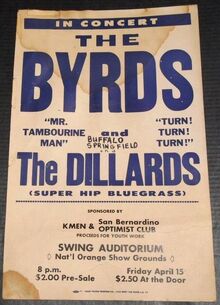 IN CONCERT
THE
BYRDS
"MR. TAMBOURINE MAN"
and
BUFFALO SPRINGFIELD
and
"TURN! TURN! TURN!"
The DILLARDS
(SUPER HIP BLUEGRASS)
SPONSORED BY
KMEN & San Bernardino OPTIMIST CLUB
PROCEEDS FOR YOUTH WORK
SWING AUDITORIUM
Nat'l Orange Show Grounds
8 p.m. Friday April 15
$2.00 Pre-Sale $2.50 At the Door